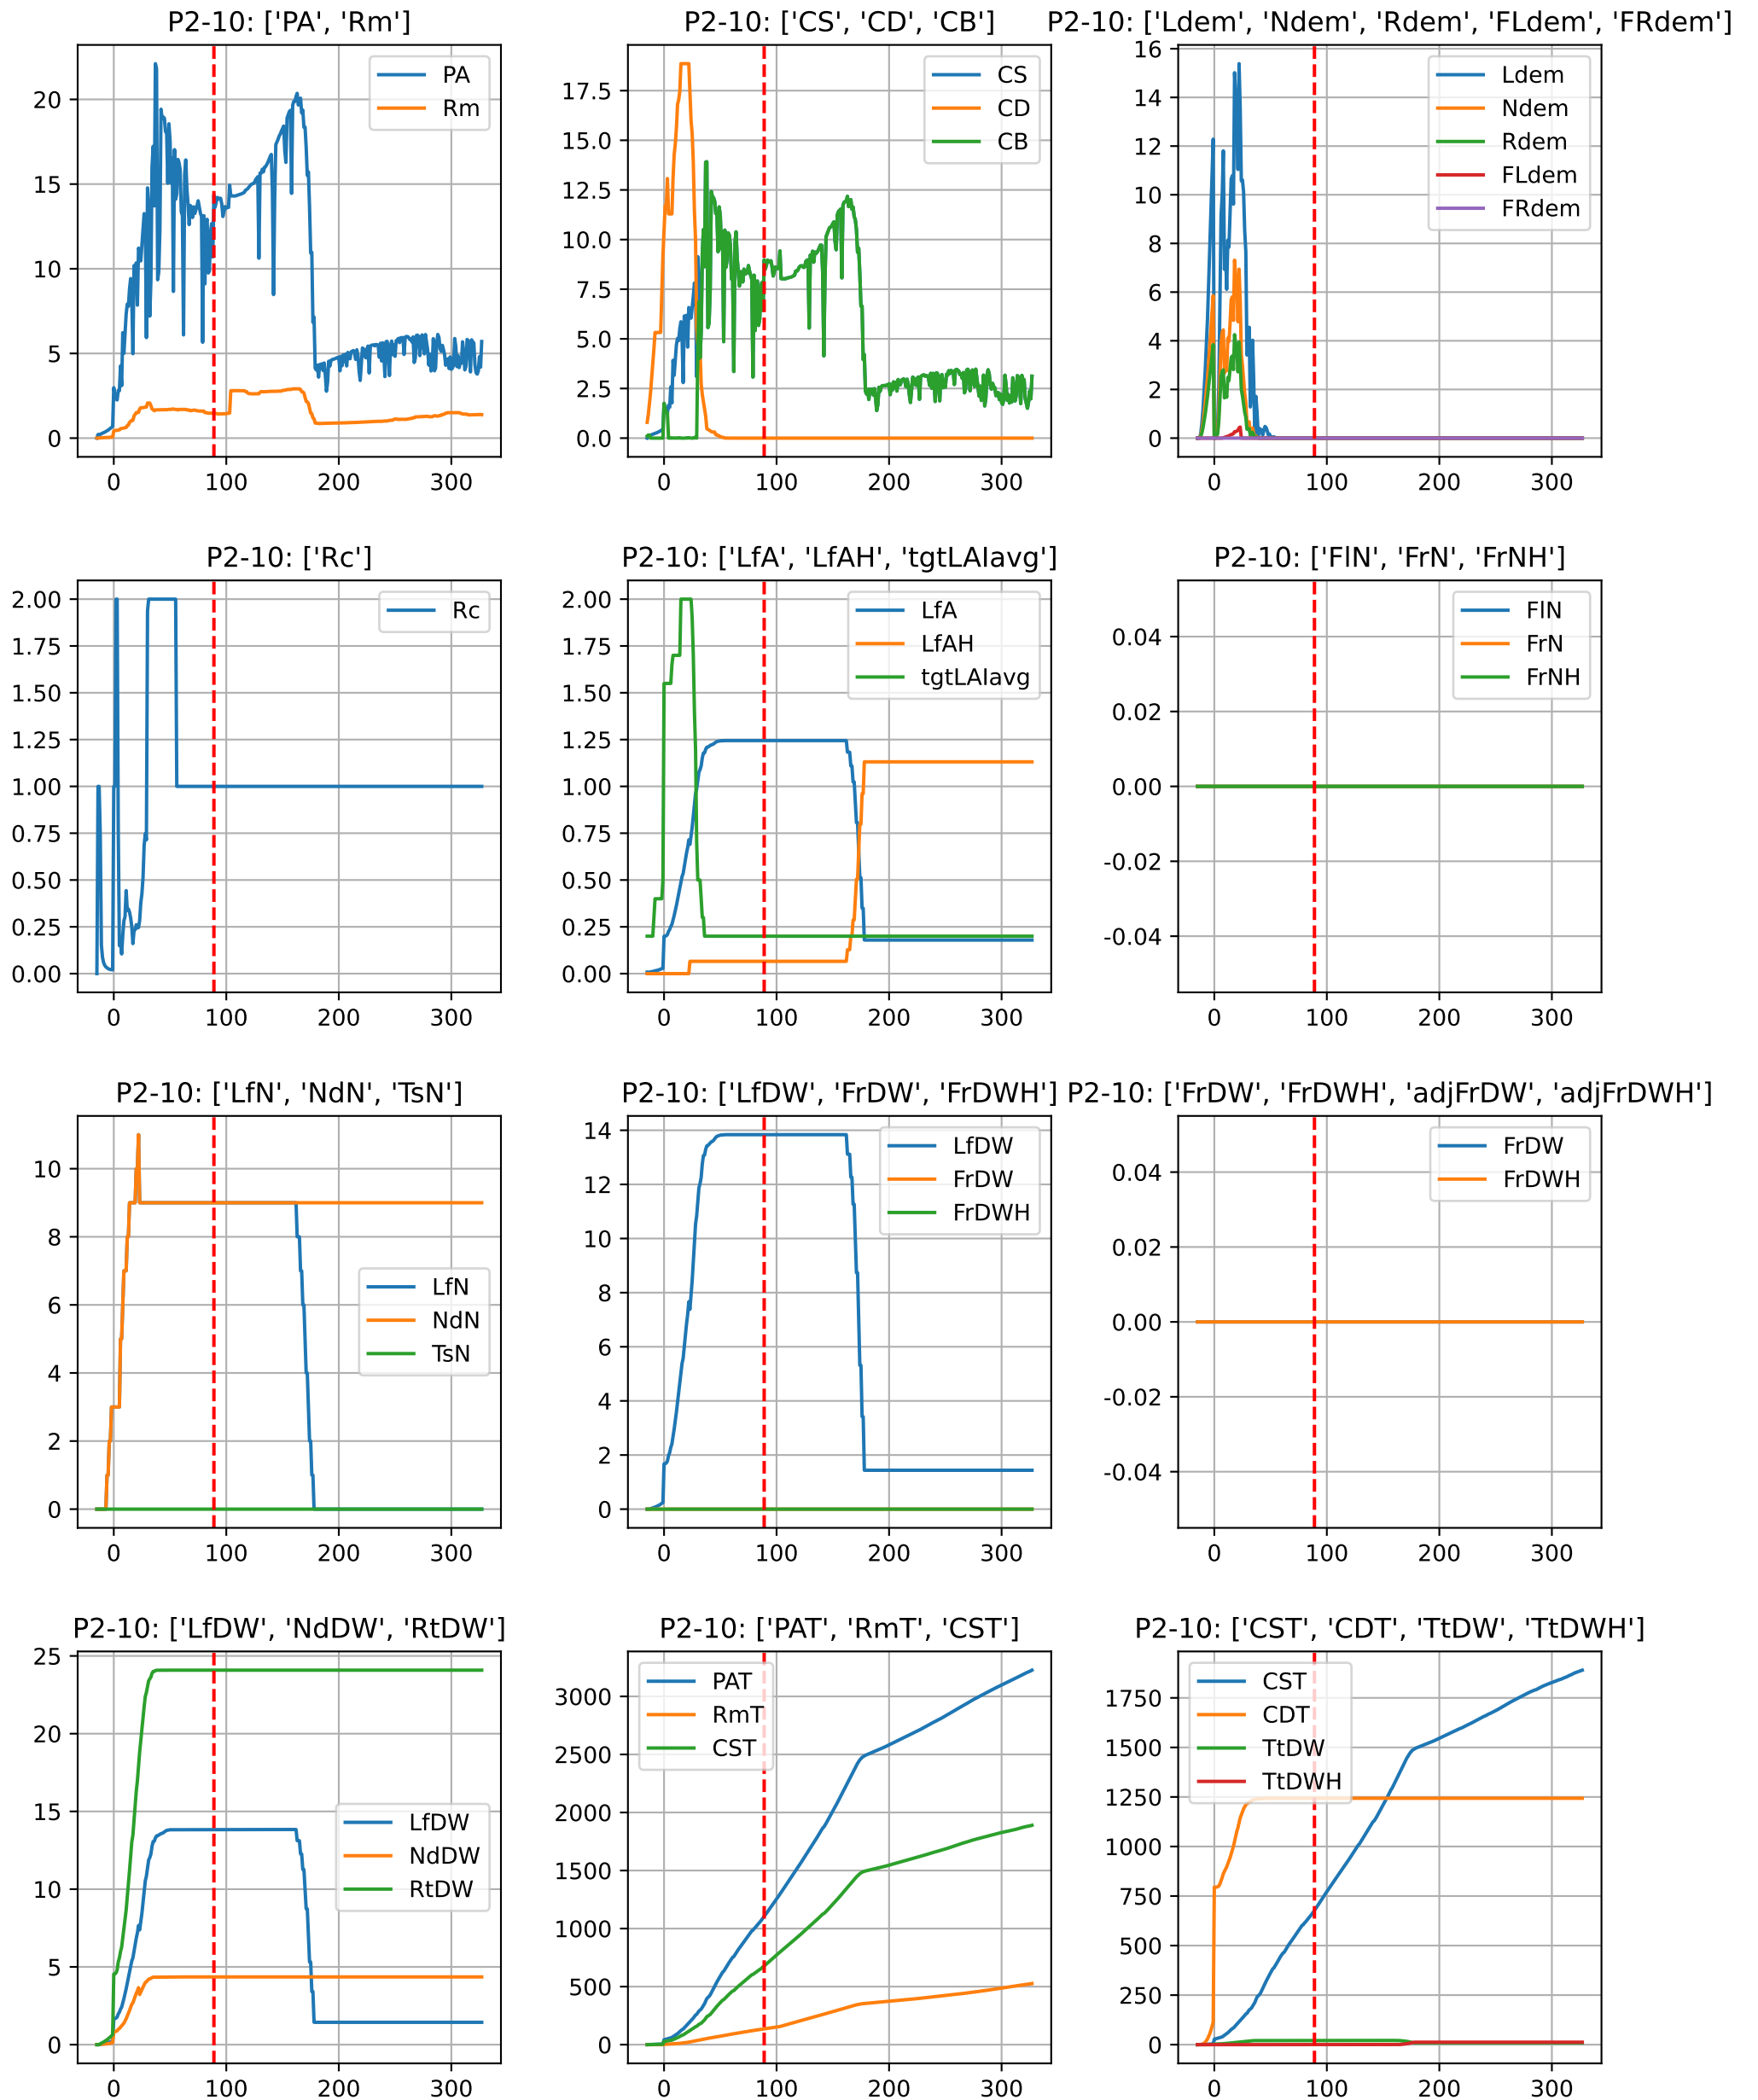 P2-10: ['PA', 'Rm']
PA
Rm
20
15
10
5
0
0 100 200 300
P2-10: ['CS', 'CD', 'CB']
CS
CD
CB
17.5
15.0
12.5
10.0
7.5
5.0
2.5
0.0
0 100 200 300
P2-10: ['Ldem', 'Ndem', 'Rdem', 'FLdem', 'FRdem']
Ldem
Ndem
Rdem
FLdem
FRdem
16
14
12
10
8
6
4
2
0
0 100 200 300
P2-10: ['Rc']
Rc
2.00
1.75
1.50
1.25
1.00
0.75
0.50
0.25
0.00
0 100 200 300
P2-10: ['LfA', 'LfAH', 'tgtLAIavg']
LfA
LfAH
tgtLAIavg
2.00
1.75
1.50
1.25
1.00
0.75
0.50
0.25
0.00
0 100 200 300
P2-10: ['FlN', 'FrN', 'FrNH']
FlN
FrN
FrNH
0.04
0.02
0.00
-0.02
-0.04
0 100 200 300
P2-10: ['LfN', 'NdN', 'TsN']
LfN
NdN
TsN
10
8
6
4
2
0
0 100 200 300
P2-10: ['LfDW', 'FrDW', 'FrDWH']
LfDW
FrDW
FrDWH
14
12
10
8
6
4
2
0
0 100 200 300
P2-10: ['FrDW', 'FrDWH', 'adjFrDW', 'adjFrDWH']
FrDW
FrDWH
0.04
0.02
0.00
-0.02
-0.04
0 100 200 300
P2-10: ['LfDW', 'NdDW', 'RtDW']
LfDW
NdDW
RtDW
25
20
15
10
5
0
0 100 200 300
P2-10: ['PAT', 'RmT', 'CST']
PAT
RmT
CST
3000
2500
2000
1500
1000
500
0
0 100 200 300
P2-10: ['CST', 'CDT', 'TtDW', 'TtDWH']
CST
CDT
TtDW
TtDWH
1750
1500
1250
1000
750
500
250
0
0 100 200 300